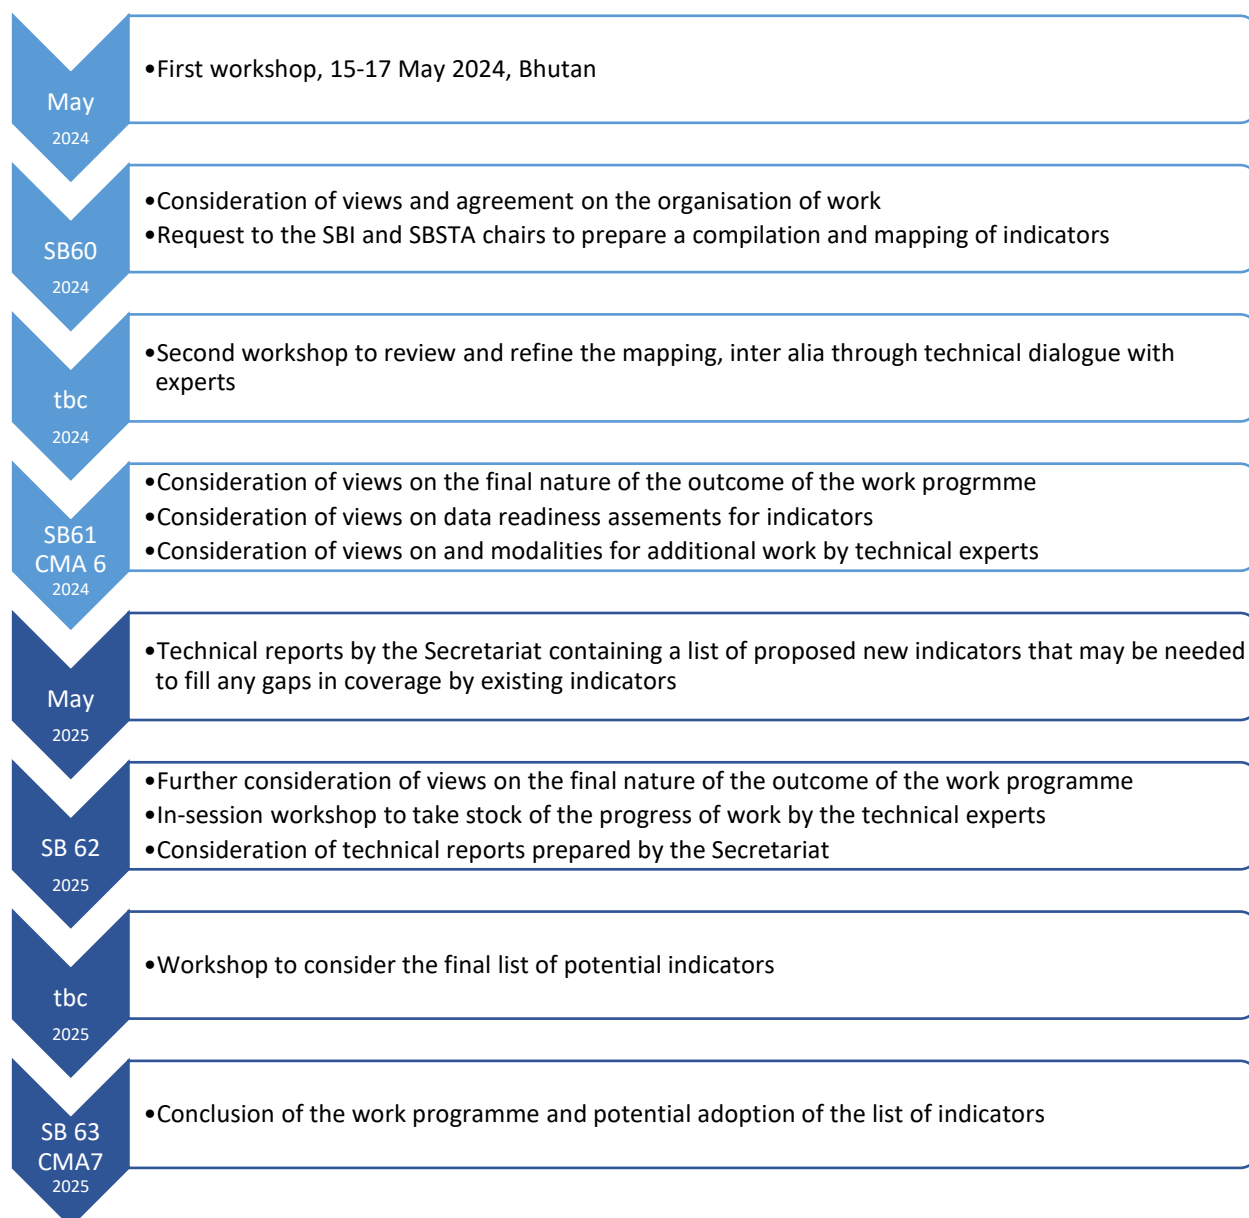 May
2024
•First workshop, 15-17 May 2024, Bhutan
SB60
2024
•Consideration of views and agreement on the organisation of work
•Request to the SBI and SBSTA chairs to prepare a compilation and mapping of indicators
tbc
2024
•Second workshop to review and refine the mapping, inter alia through technical dialogue with
experts
SB61
CMA 6
2024
•Consideration of views on the final nature of the outcome of the work progrmme
•Consideration of views on data readiness assements for indicators
•Consideration of views on and modalities for additional work by technical experts
May
2025
•Technical reports by the Secretariat containing a list of proposed new indicators that may be needed
to fill any gaps in coverage by existing indicators
SB 62
2025
•Further consideration of views on the final nature of the outcome of the work programme
•In-session workshop to take stock of the progress of work by the technical experts
•Consideration of technical reports prepared by the Secretariat
tbc
2025
•Workshop to consider the final list of potential indicators
SB 63
CMA7
2025
•Conclusion of the work programme and potential adoption of the list of indicators